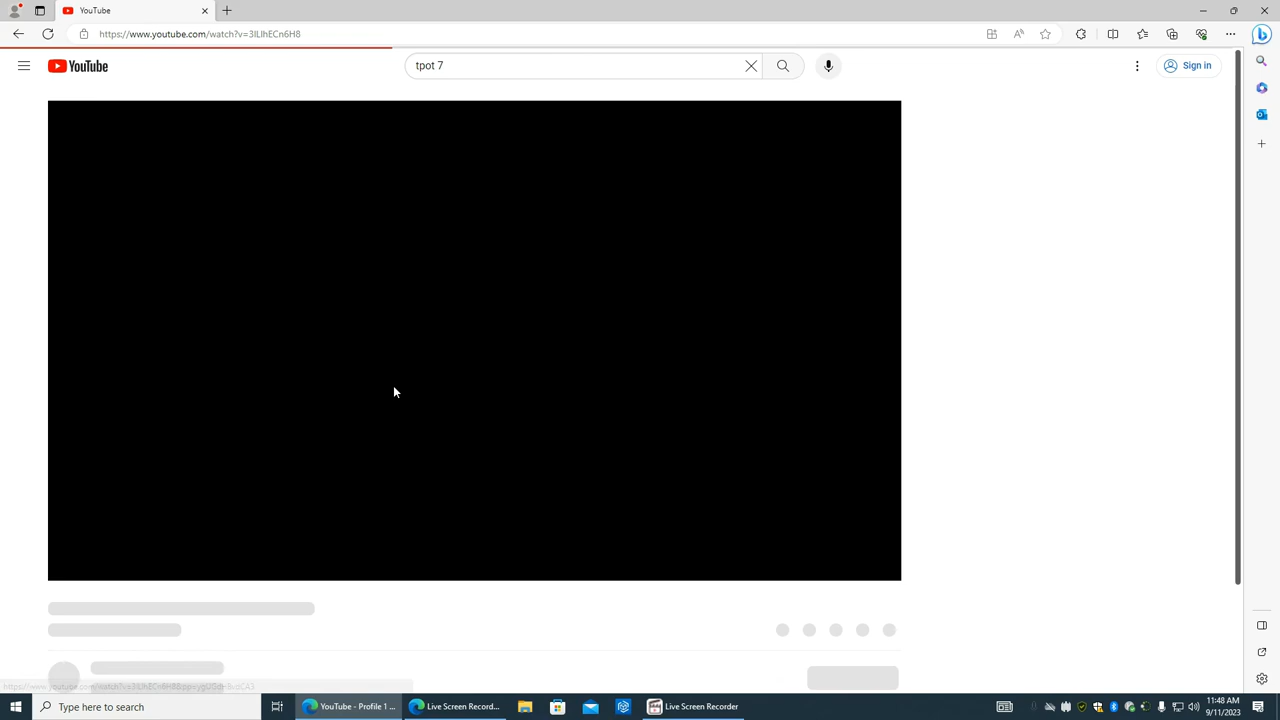 YouTube
https://www.youtube.com/watch?v=3ILIhECn6H8
YouTube
tpot 7
Sign in
Type here to search
YouTube - Profile 1 ...
Live Screen Record...
Live Screen Recorder
11:48 AM
9/11/2023